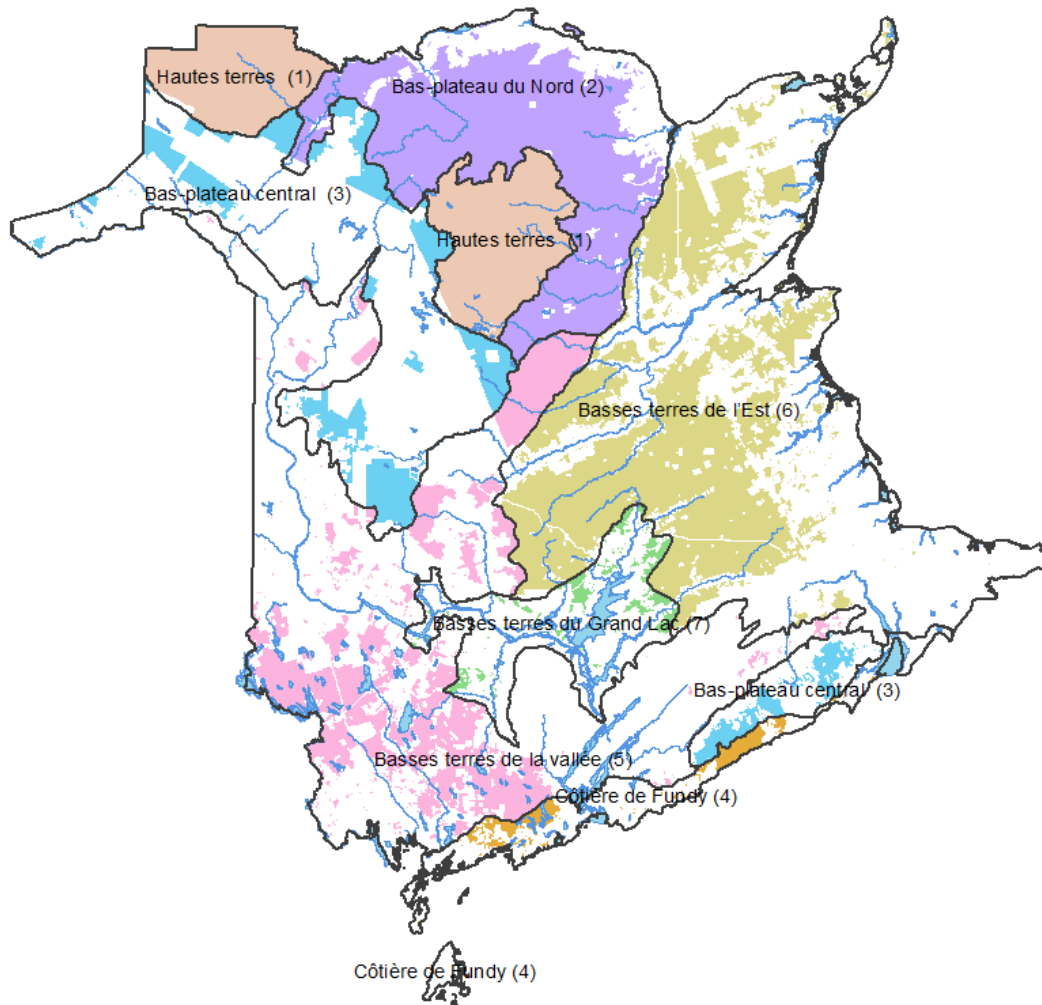 Hautes terres (1)
Bas-plateau du Nord (2)
Bas-plateau central (3)
Hautes terres (1)
Basses terres de l'Est (6)
Basses terres du Grand Lac (7)
Bas-plateau central (3)
Basses terres de la vallée (5)
Côtière de Fundy (4)
Côtière de Fundy (4)